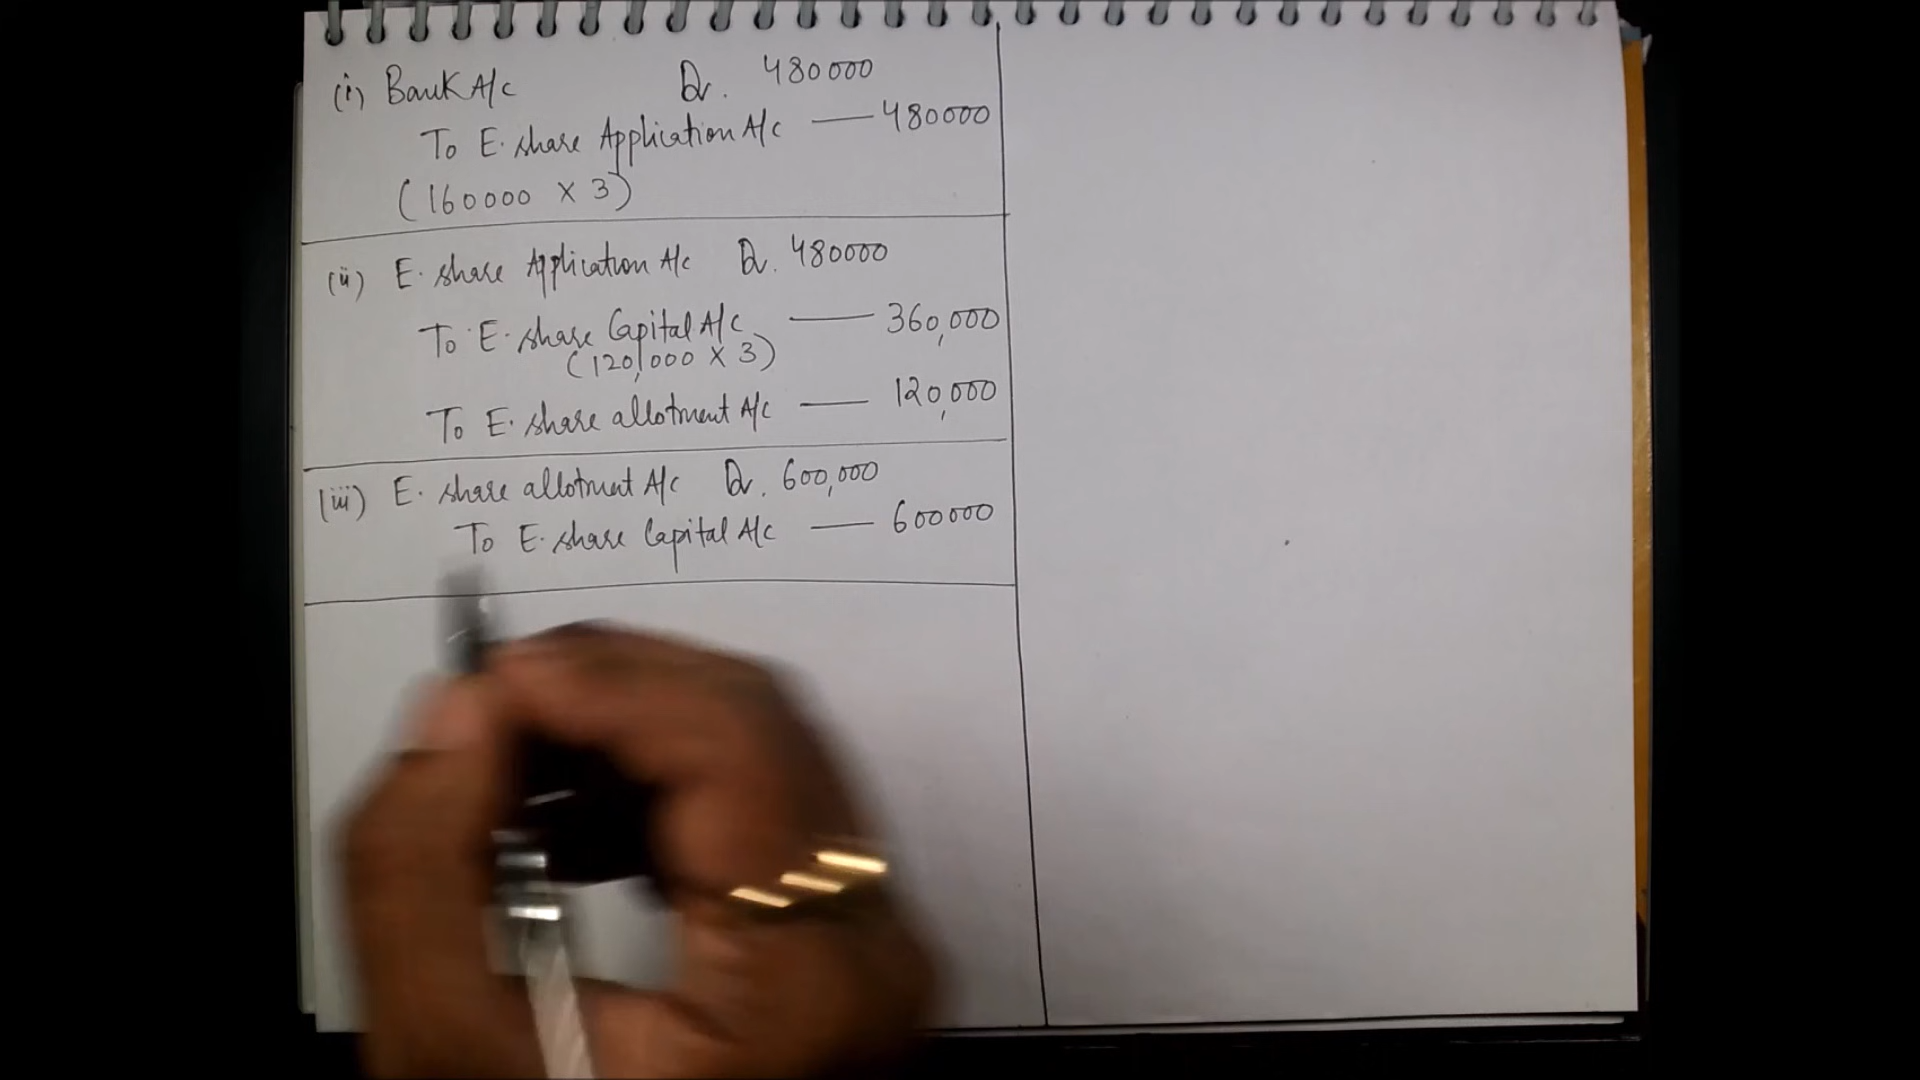 (i) Bank A/c Dr. 480000
To E. share Application A/c — 480000
(160000 X 3)
(ii) E. share Application A/c Dr. 480000
To E. share Capital A/c — 360,000
(120,000 X 3)
To E. share allotment A/c — 120,000
(iii) E. share allotment A/c Dr. 600,000
To E. share Capital A/c — 600000